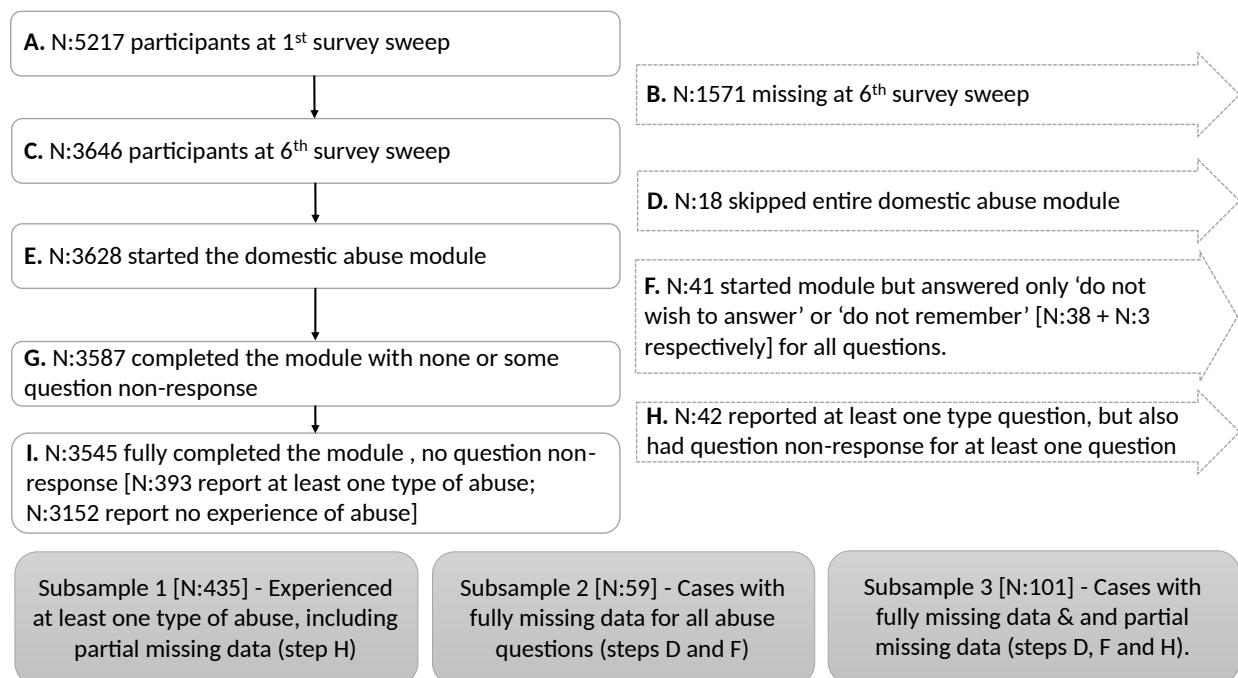 A. N:5217 participants at 1st survey sweep
B. N:1571 missing at 6th survey sweep
C. N:3646 participants at 6th survey sweep
D. N:18 skipped entire domestic abuse module
E. N:3628 started the domestic abuse module
F. N:41 started module but answered only ‘do not
wish to answer’ or ‘do not remember’ [N:38 + N:3
respectively] for all questions.
G. N:3587 completed the module with none or some
question non-response
H. N:42 reported at least one type question, but also
had question non-response for at least one question
I. N:3545 fully completed the module , no question non-
response [N:393 report at least one type of abuse;
N:3152 report no experience of abuse]
Subsample 1 [N:435] - Experienced
at least one type of abuse, including
partial missing data (step H)
Subsample 2 [N:59] - Cases with
fully missing data for all abuse
questions (steps D and F)
Subsample 3 [N:101] - Cases with
fully missing data & and partial
missing data (steps D, F and H).